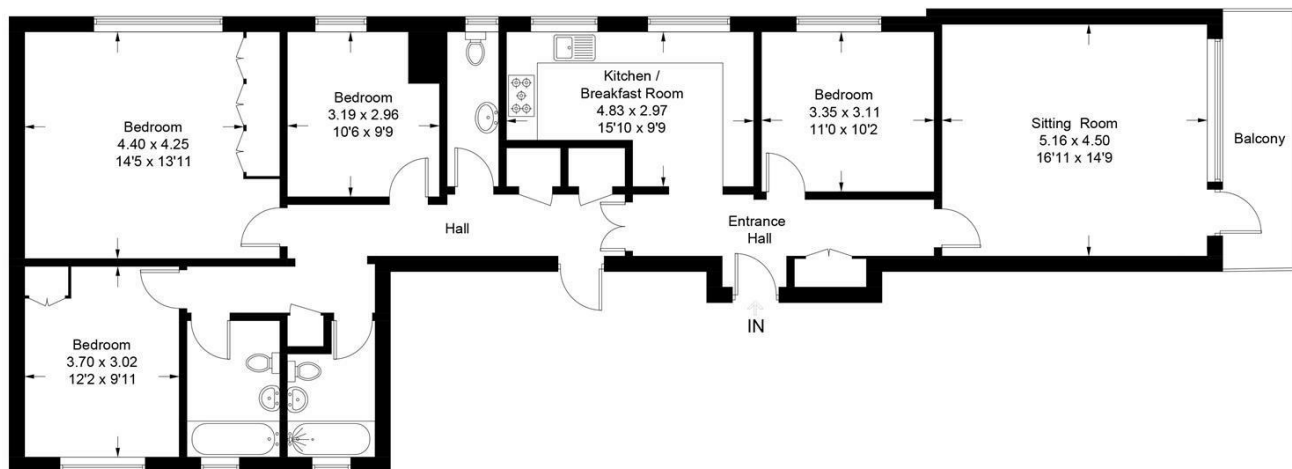 Bedroom
4.40 x 4.25
14'5 x 13'11
Bedroom
3.19 x 2.96
10'6 x 9'9
Kitchen /
Breakfast Room
4.83 x 2.97
15'10 x 9'9
Bedroom
3.35 x 3.11
11'0 x 10'2
Sitting Room
5.16 x 4.50
16'11 x 14'9
Balcony
Hall
Entrance
Hall
IN
Bedroom
3.70 x 3.02
12'2 x 9'11